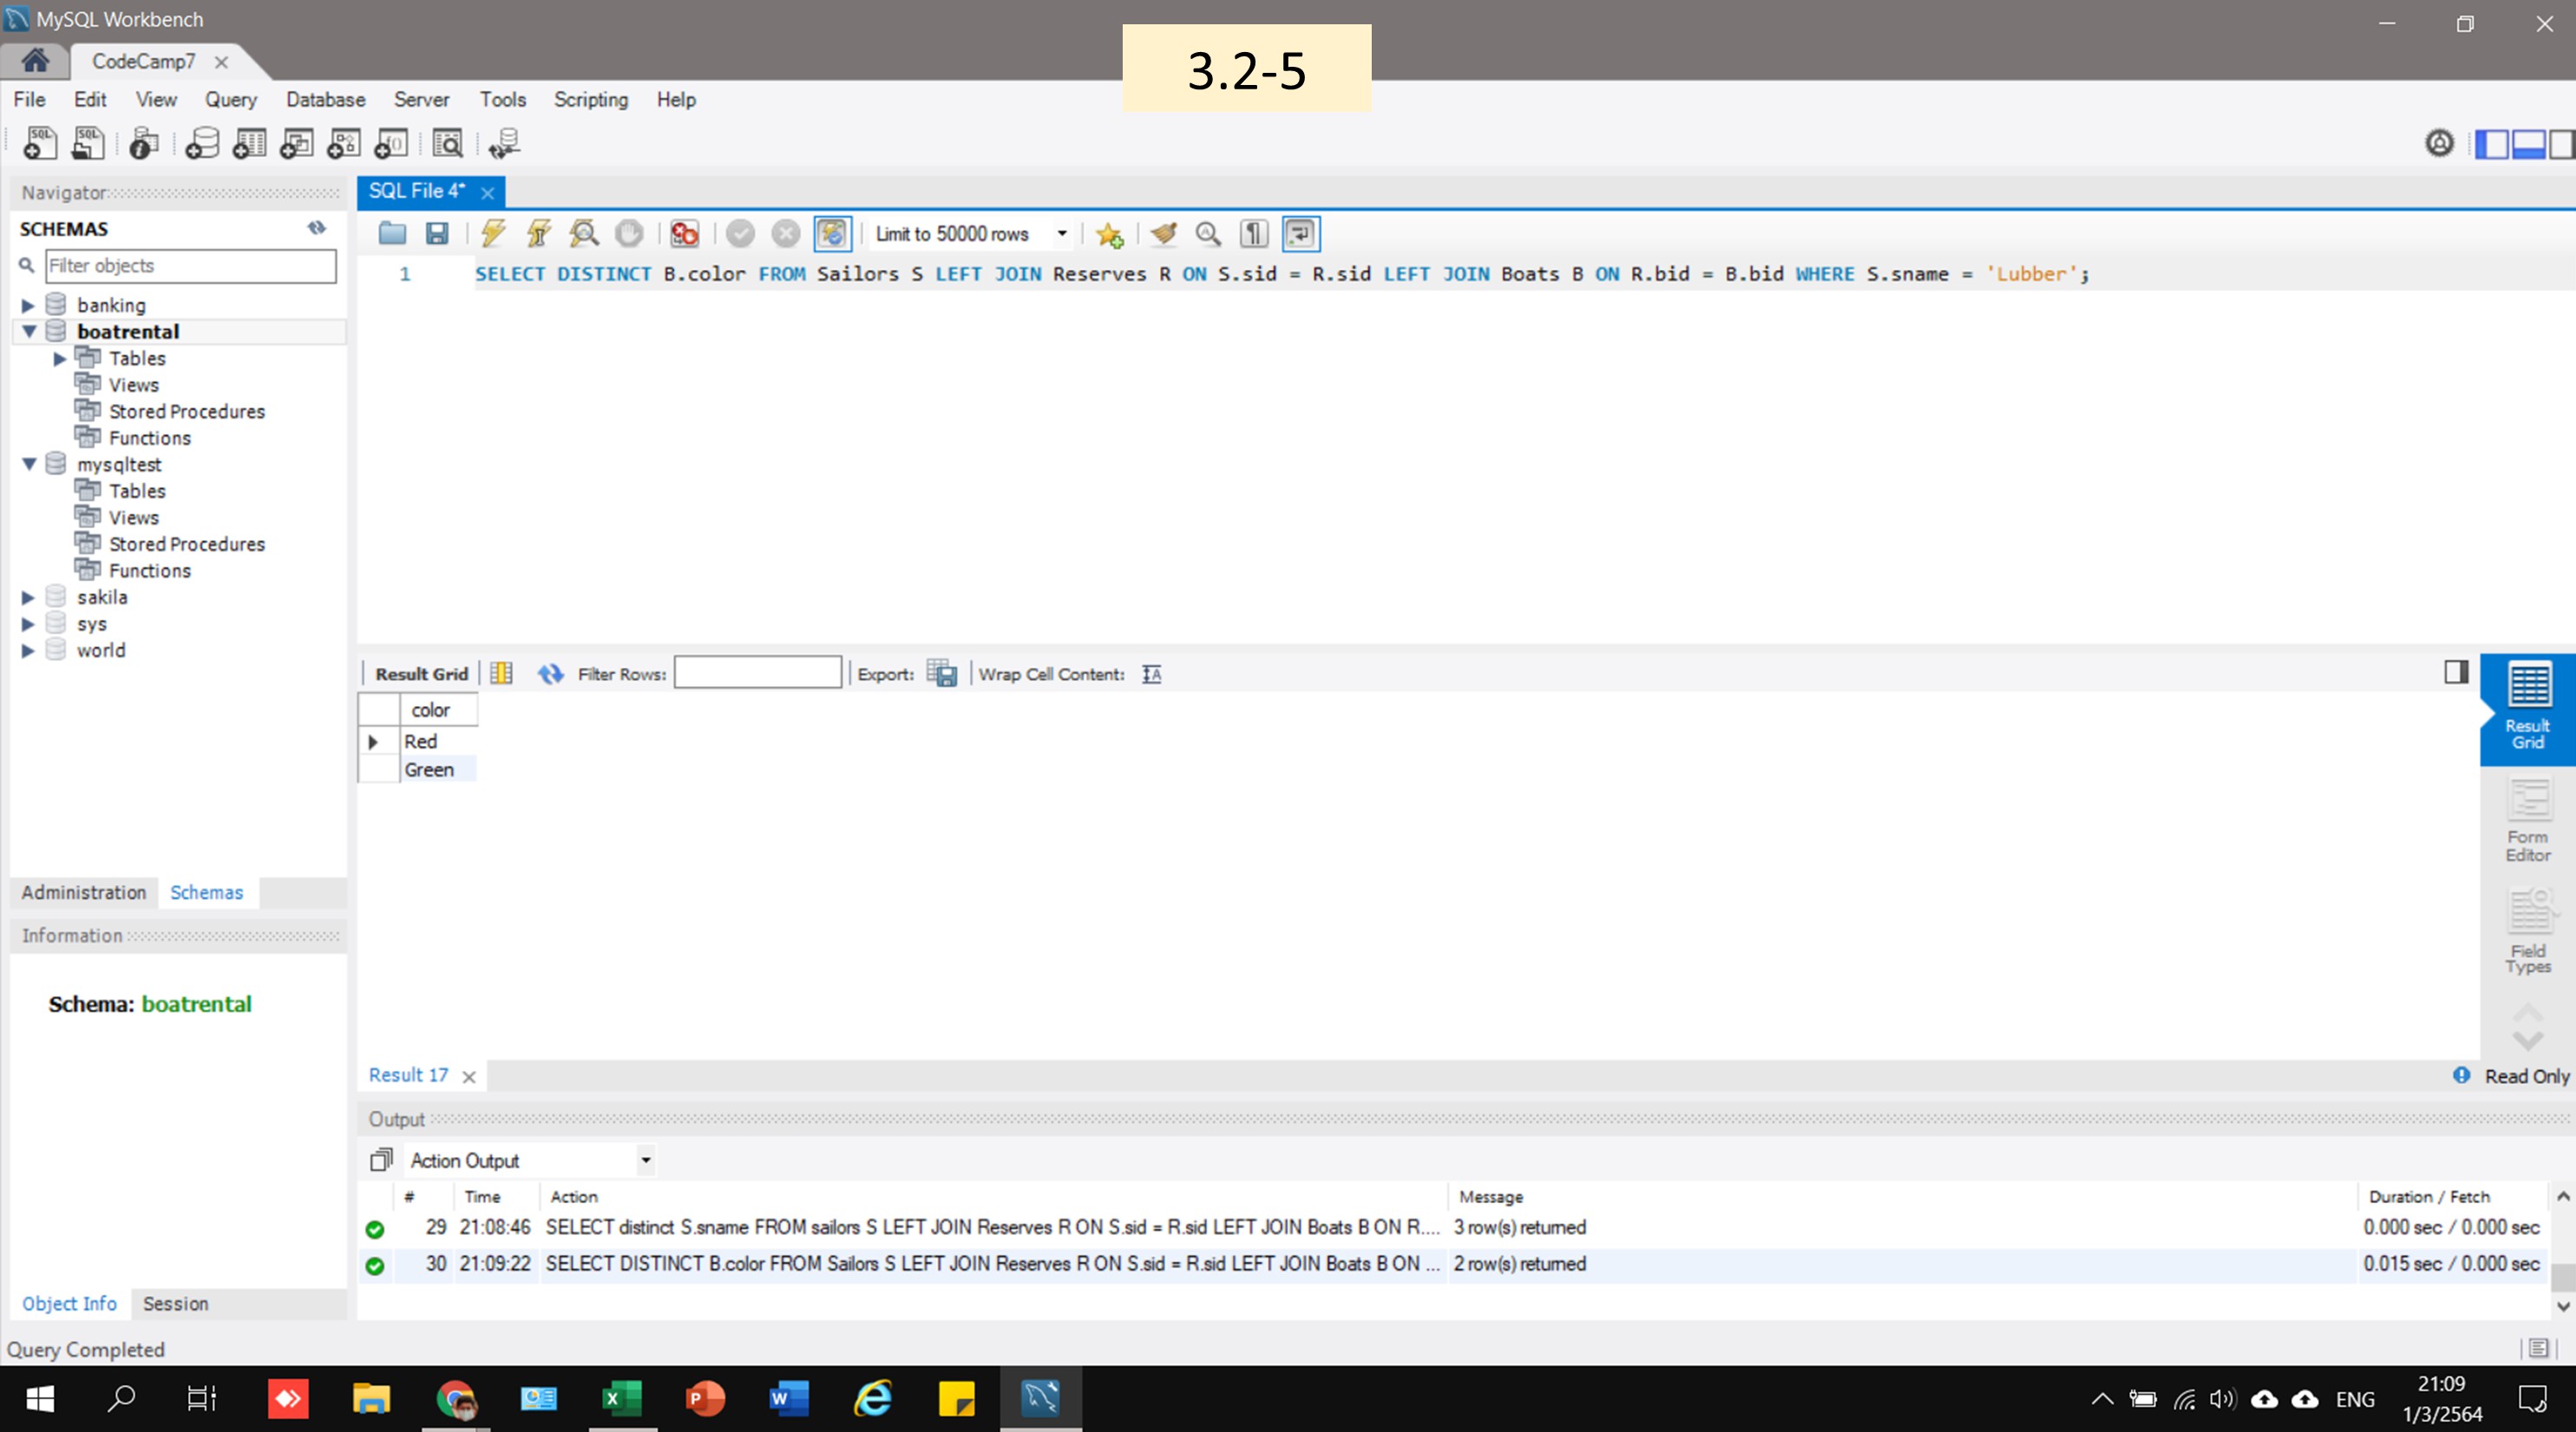 MySQL Workbench
3.2-5
CodeCamp7
File Edit View Query Database Server Tools Scripting Help
Navigator
SCHEMAS
Filter objects
banking
boatrental
Tables
Views
Stored Procedures
Functions
mysqltest
Tables
Views
Stored Procedures
Functions
sakila
sys
world
Administration Schemas
Information
Schema: boatrental
Object Info Session
SQL File 4*
Limit to 50000 rows
1 SELECT DISTINCT B.color FROM Sailors S LEFT JOIN Reserves R ON S.sid = R.sid LEFT JOIN Boats B ON R.bid = B.bid WHERE S.sname = 'Lubber';
Result Grid Filter Rows: Export: Wrap Cell Content:
color
Red
Green
Result Grid
Form Editor
Field Types
Result 17
Read Only
Output
Action Output
# Time Action Message Duration / Fetch
29 21:08:46 SELECT distinct S.sname FROM sailors S LEFT JOIN Reserves R ON S.sid = R.sid LEFT JOIN Boats B ON R.... 3 row(s) returned 0.000 sec / 0.000 sec
30 21:09:22 SELECT DISTINCT B.color FROM Sailors S LEFT JOIN Reserves R ON S.sid = R.sid LEFT JOIN Boats B ON ... 2 row(s) returned 0.015 sec / 0.000 sec
Query Completed
ENG
21:09
1/3/2564